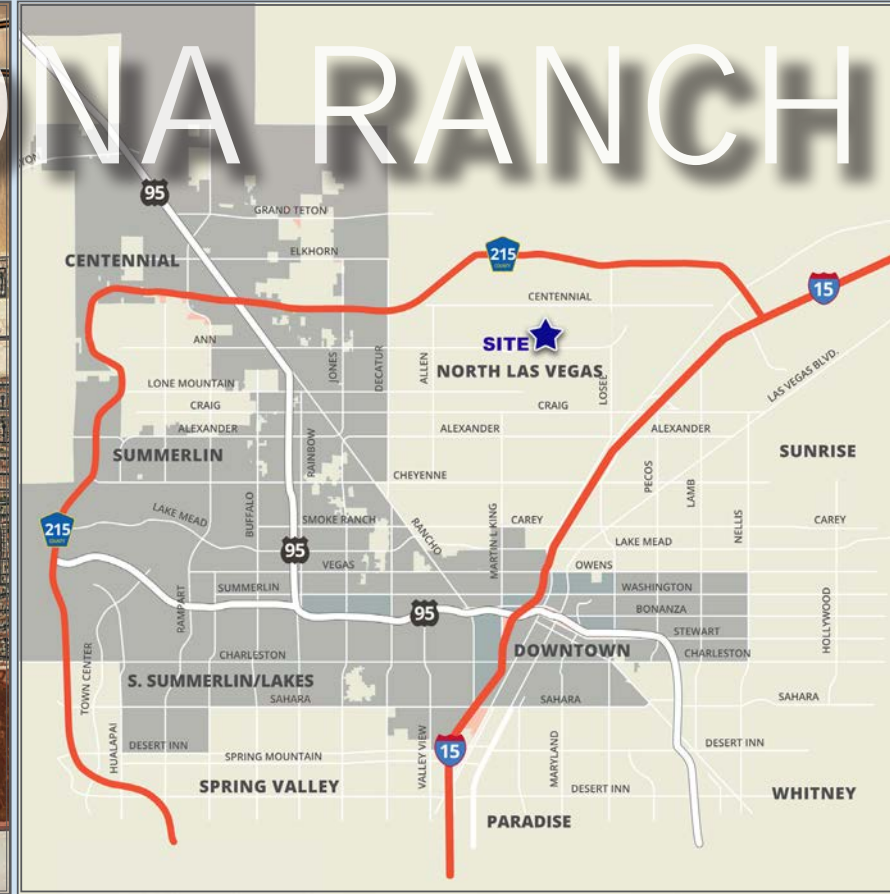 NA RANCH
95
GRAND TETON
ELKHORN
CENTENNIAL
215
15
CENTENNIAL
SITE
ANN
JONES
DECATUR
ALLEN
NORTH LAS VEGAS
LOSEE
LAS VEGAS BLVD.
LONE MOUNTAIN
CRAIG
CRAIG
ALEXANDER
ALEXANDER
ALEXANDER
SUMMERLIN
RAINBOW
SUNRISE
CHEYENNE
PECOS
LAMB
BUFFALO
LAKE MEAD
SMOKE RANCH
RANCHO
MARTIN L KING
CAREY
NELLIS
CAREY
215
COUNTY
95
LAKE MEAD
VEGAS
OWENS
SUMMERLIN
RAMPART
WASHINGTON
95
BONANZA
HOLLYWOOD
STEWART
DOWNTOWN
CHARLESTON
CHARLESTON
TOWN CENTER
S. SUMMERLIN/LAKES
SAHARA
SAHARA
SAHARA
HUALAPAI
DESERT INN
SPRING MOUNTAIN
VALLEY VIEW
15
MARYLAND
DESERT INN
SPRING VALLEY
DESERT INN
WHITNEY
PARADISE